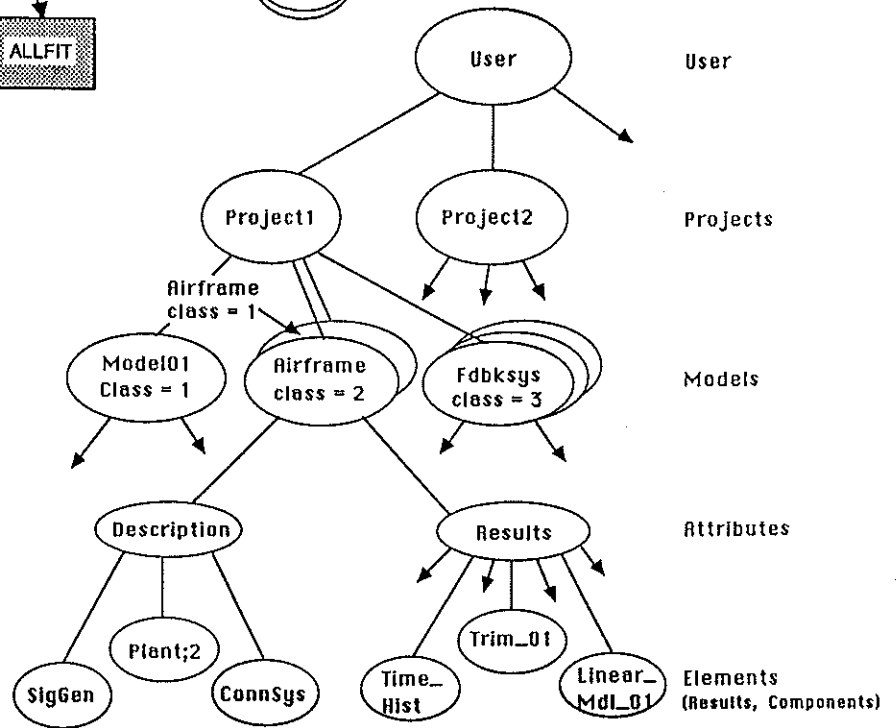 ALLFIT
User
User
Project1
Project2
Projects
Airframe
class = 1
Model01
Class = 1
Airframe
class = 2
Fdbksys
class = 3
Models
Description
Results
Attributes
SigGen
Plant;2
ConnSys
Time_
Hist
Trim_01
Linear_
Mdl_01
Elements
(Results, Components)